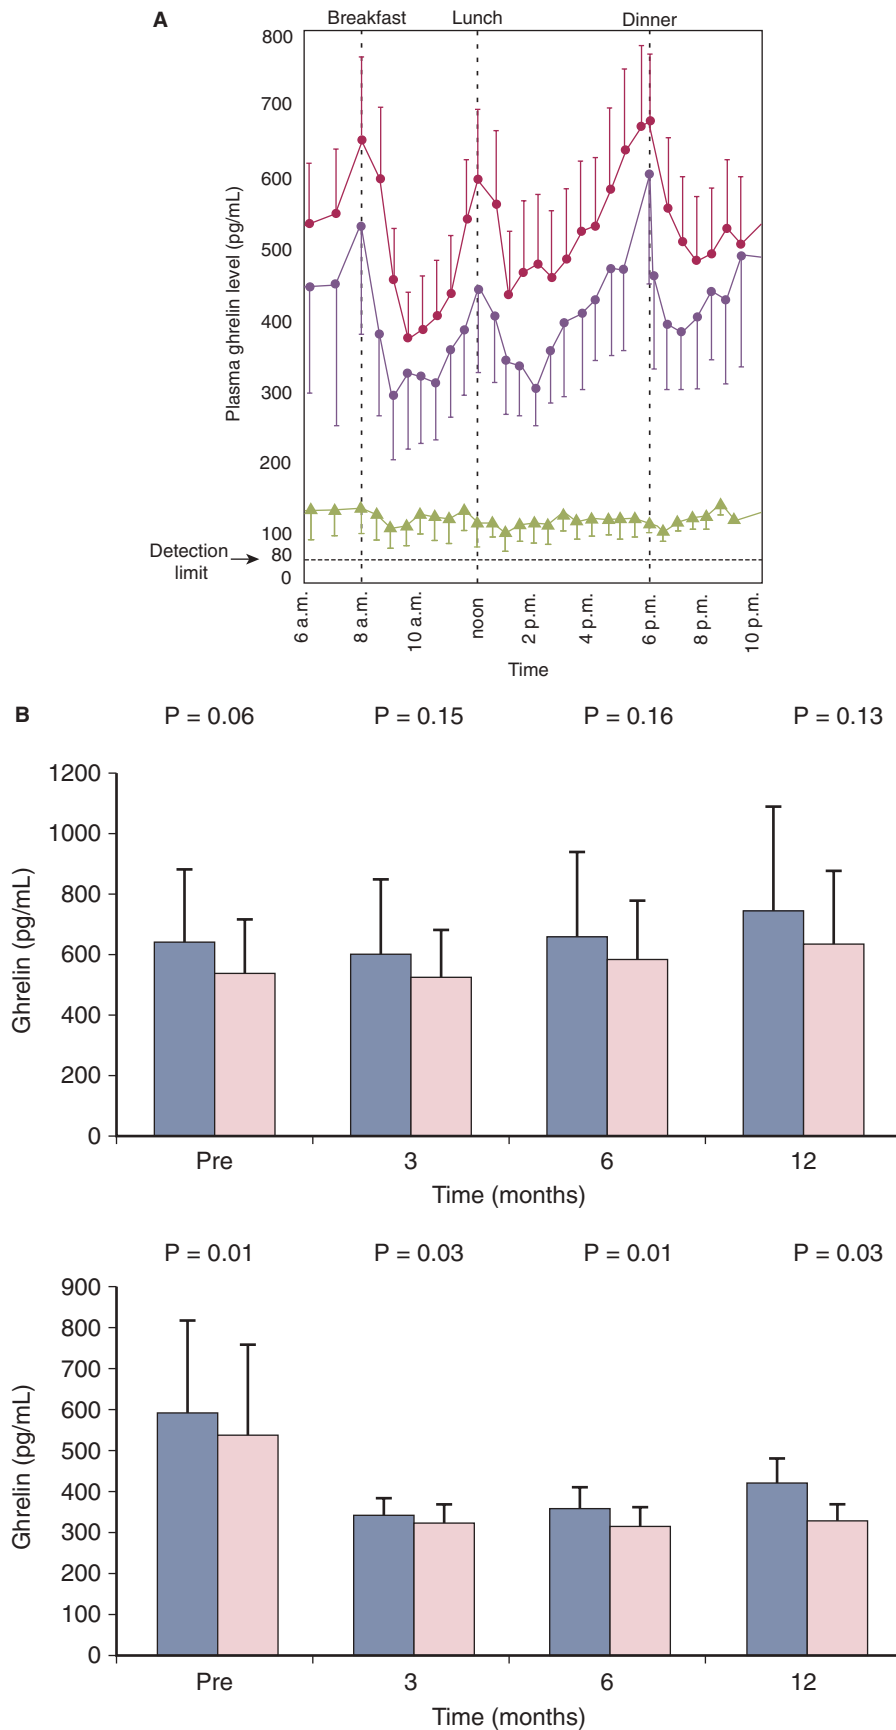 A
Breakfast
Lunch
Dinner
800
700
600
500
400
300
200
100
80
0
Plasma ghrelin level (pg/mL)
Detection
limit
6 a.m.
8 a.m.
10 a.m.
noon
2 p.m.
4 p.m.
6 p.m.
8 p.m.
10 p.m.
Time
B
P = 0.06
P = 0.15
P = 0.16
P = 0.13
1200
1000
800
600
400
200
0
Ghrelin (pg/mL)
Pre
3
6
12
Time (months)
P = 0.01
P = 0.03
P = 0.01
P = 0.03
900
800
700
600
500
400
300
200
100
0
Ghrelin (pg/mL)
Pre
3
6
12
Time (months)